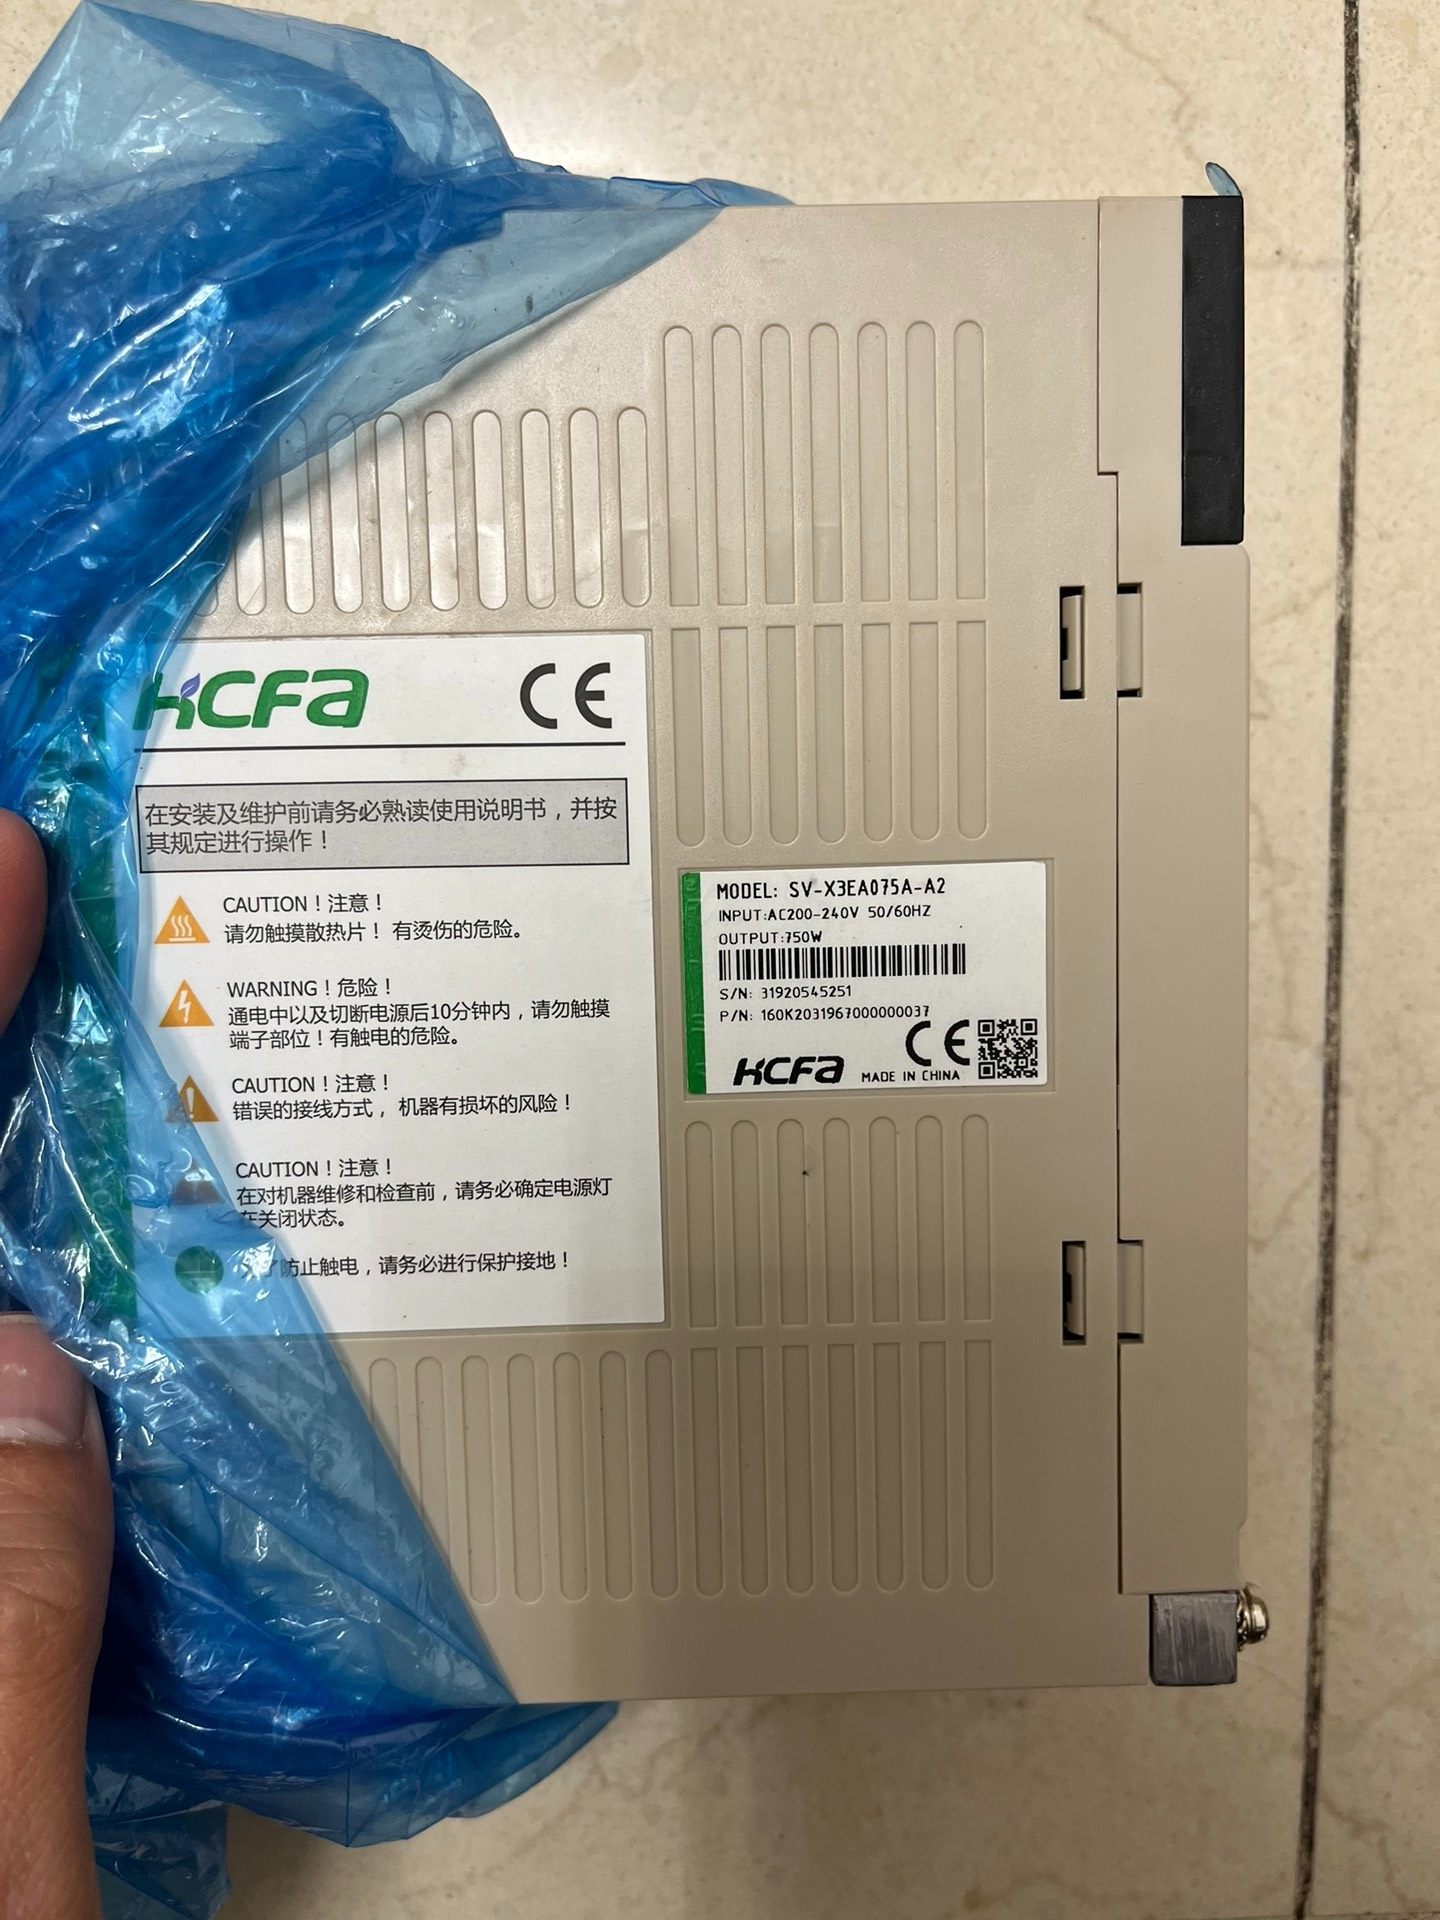 HCFA CE
在安装及维护前请务必熟读使用说明书，并按
其规定进行操作！
CAUTION！注意！
请勿触摸散热片！有烫伤的危险。
WARNING！危险！
通电中以及切断电源后10分钟内，请勿触摸
端子部位！有触电的危险。
CAUTION！注意！
错误的接线方式，机器有损坏的风险！
CAUTION！注意！
在对机器维修和检查前，请务必确定电源灯
在关闭状态。
防止触电，请务必进行保护接地！
MODEL: SV-X3EA075A-A2
INPUT:AC200-240V 50/60HZ
OUTPUT:750W
S/N: 31920545251
P/N: 160K2031967000000037
HCFA MADE IN CHINA CE